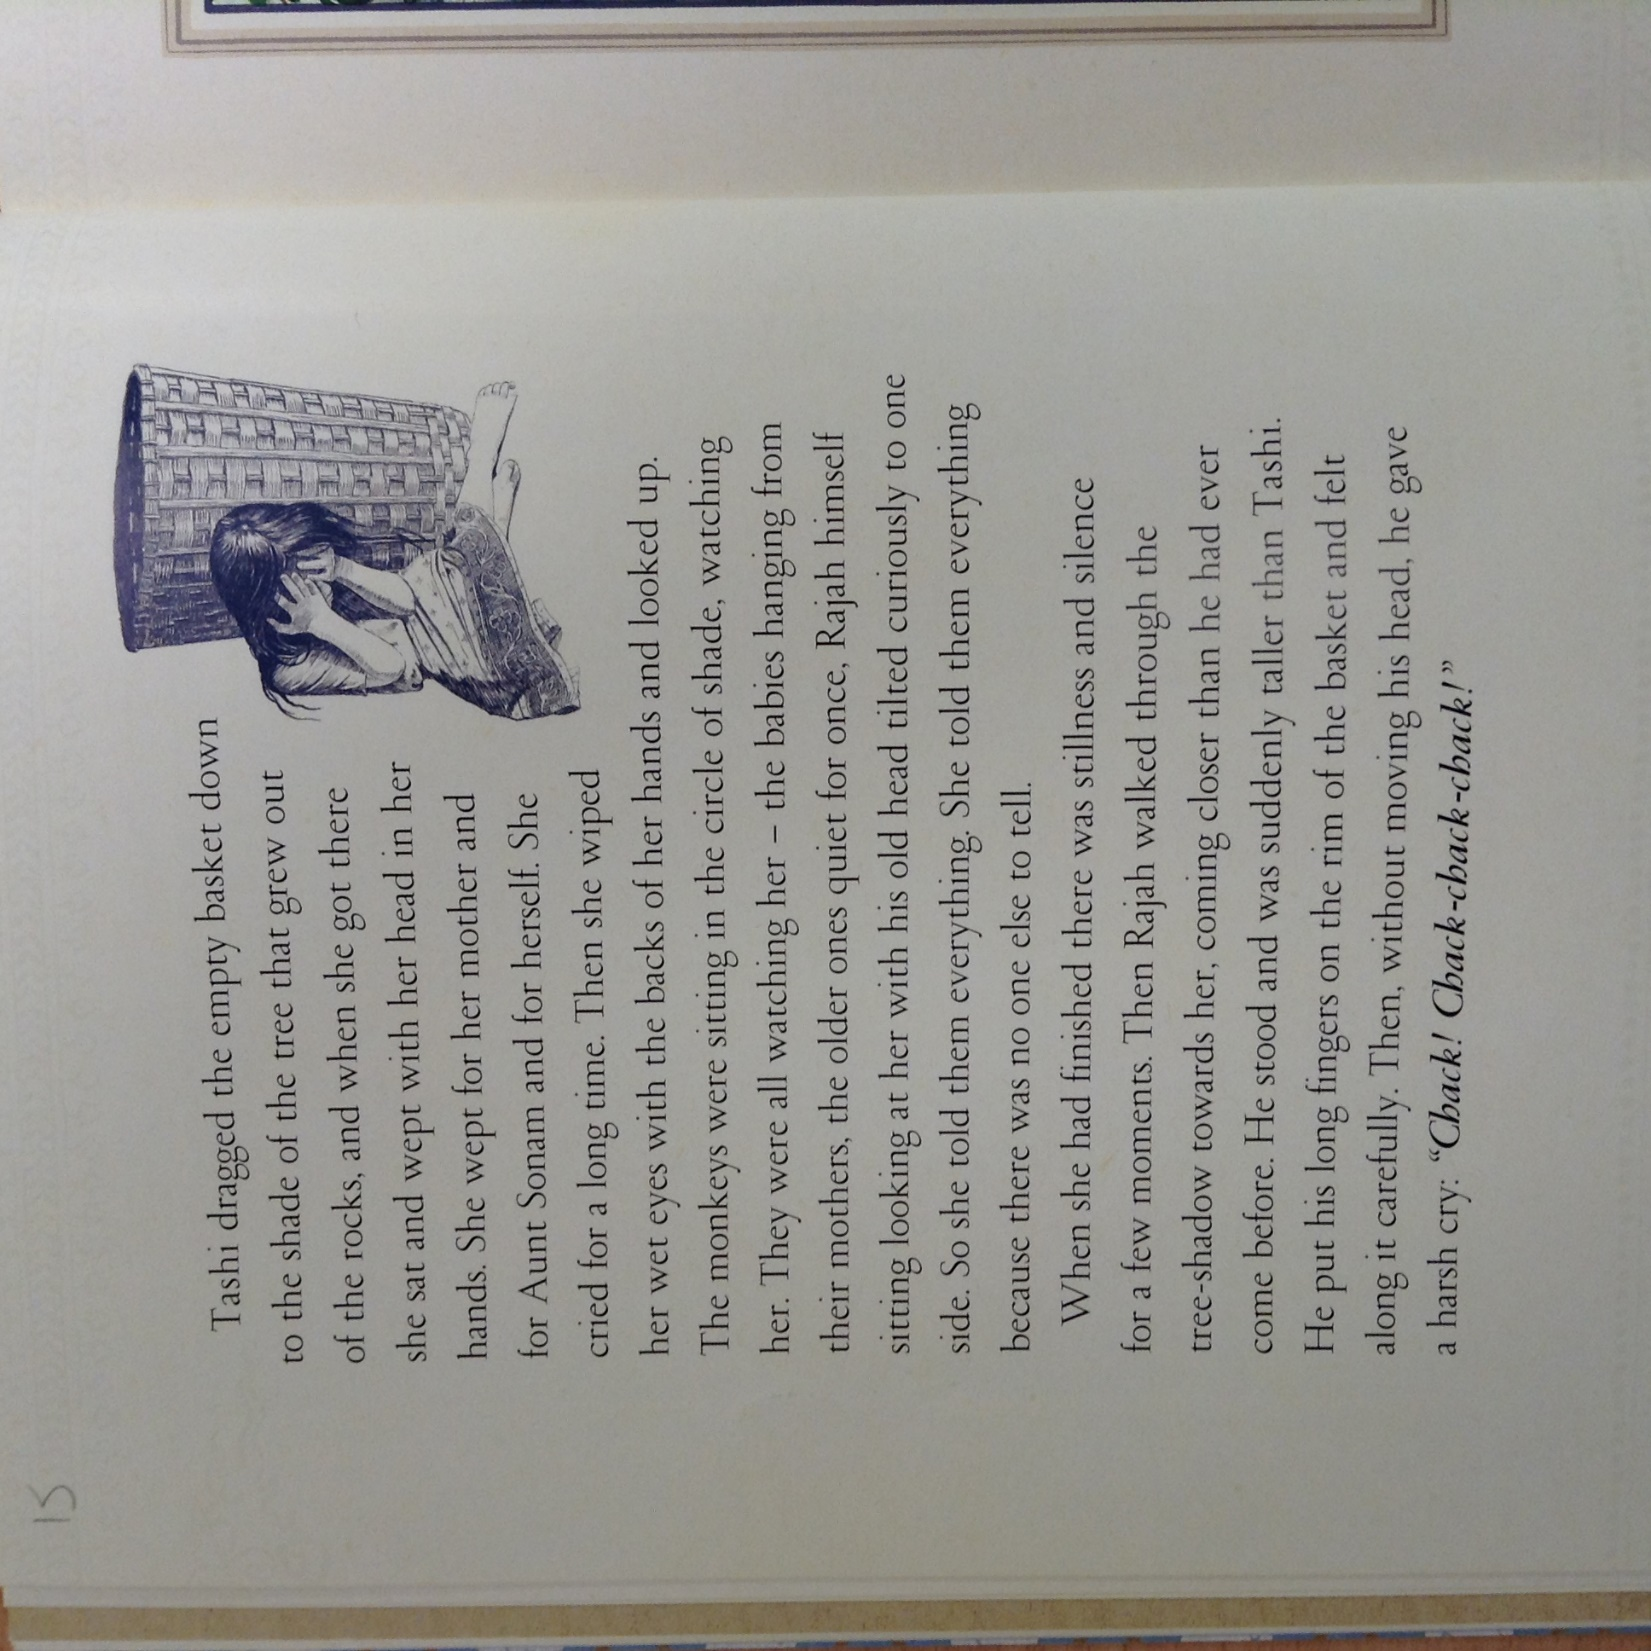 15
Tashi dragged the empty basket down
to the shade of the tree that grew out
of the rocks, and when she got there
she sat and wept with her head in her
hands. She wept for her mother and
for Aunt Sonam and for herself. She
cried for a long time. Then she wiped
her wet eyes with the backs of her hands and looked up.
The monkeys were sitting in the circle of shade, watching
her. They were all watching her – the babies hanging from
their mothers, the older ones quiet for once, Rajah himself
sitting looking at her with his old head tilted curiously to one
side. So she told them everything. She told them everything
because there was no one else to tell.
When she had finished there was stillness and silence
for a few moments. Then Rajah walked through the
tree-shadow towards her, coming closer than he had ever
come before. He stood and was suddenly taller than Tashi.
He put his long fingers on the rim of the basket and felt
along it carefully. Then, without moving his head, he gave
a harsh cry: “Chack! Chack-chack-chack!”